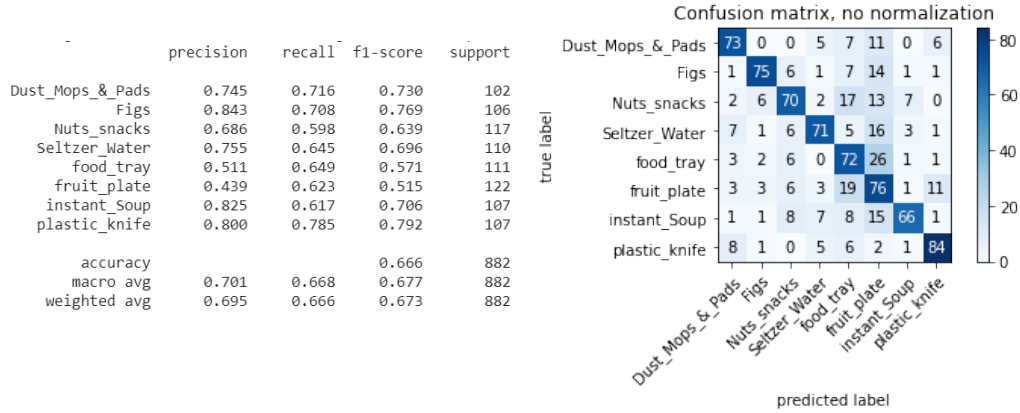 precision recall f1-score support
Dust_Mops_&_Pads 0.745 0.716 0.730 102
Figs 0.843 0.708 0.769 106
Nuts_snacks 0.686 0.598 0.639 117
Seltzer_Water 0.755 0.645 0.696 110
food_tray 0.511 0.649 0.571 111
fruit_plate 0.439 0.623 0.515 122
instant_Soup 0.825 0.617 0.706 107
plastic_knife 0.800 0.785 0.792 107
accuracy 0.666 882
macro avg 0.701 0.668 0.677 882
weighted avg 0.695 0.666 0.673 882
Confusion matrix, no normalization
true label
Dust_Mops_&_Pads 73 0 0 5 7 11 0 6
Figs 1 75 6 1 7 14 1 1
Nuts_snacks 2 6 70 2 17 13 7 0
Seltzer_Water 7 1 6 71 5 16 3 1
food_tray 3 2 6 0 72 26 1 1
fruit_plate 3 3 6 3 19 76 1 11
instant_Soup 1 1 8 7 8 15 66 1
plastic_knife 8 1 0 5 6 2 1 84
Dust_Mops_&_Pads
Figs
Nuts_snacks
Seltzer_Water
food_tray
fruit_plate
instant_Soup
plastic_knife
predicted label
80
60
40
20
0